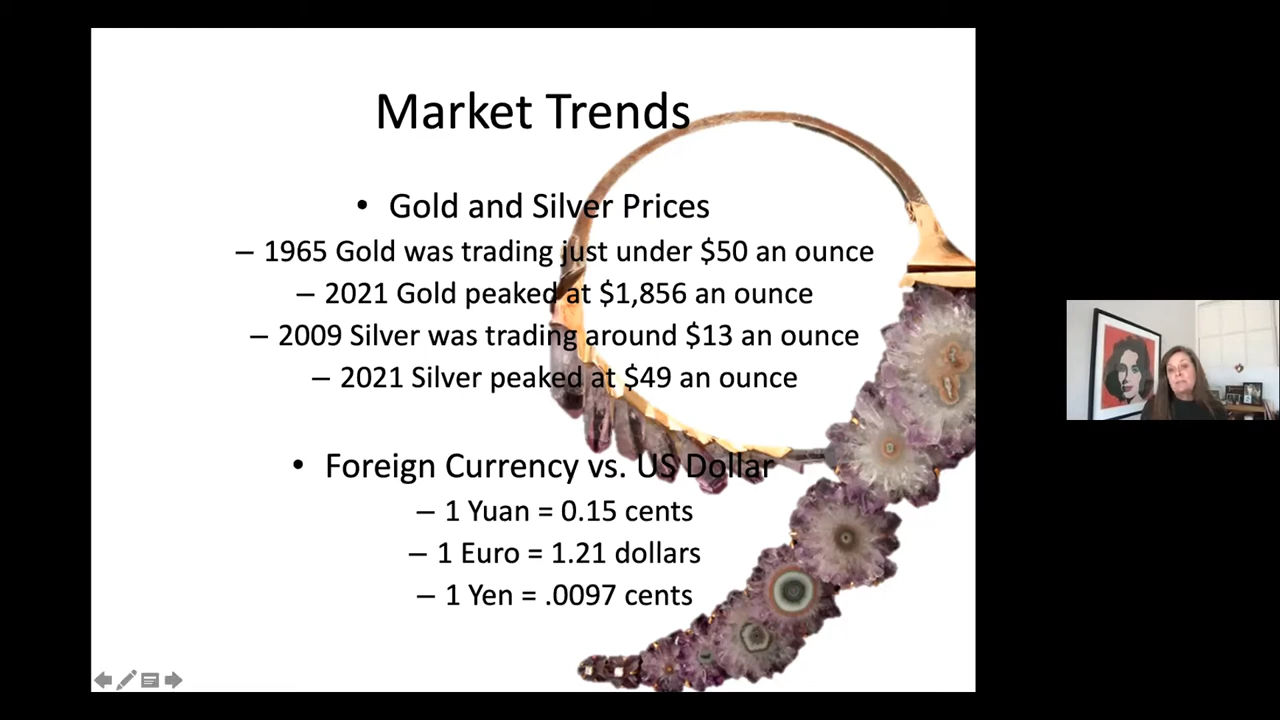 Market Trends
• Gold and Silver Prices
– 1965 Gold was trading just under $50 an ounce
– 2021 Gold peaked at $1,856 an ounce
– 2009 Silver was trading around $13 an ounce
– 2021 Silver peaked at $49 an ounce
• Foreign Currency vs. US Dollar
– 1 Yuan = 0.15 cents
– 1 Euro = 1.21 dollars
– 1 Yen = .0097 cents